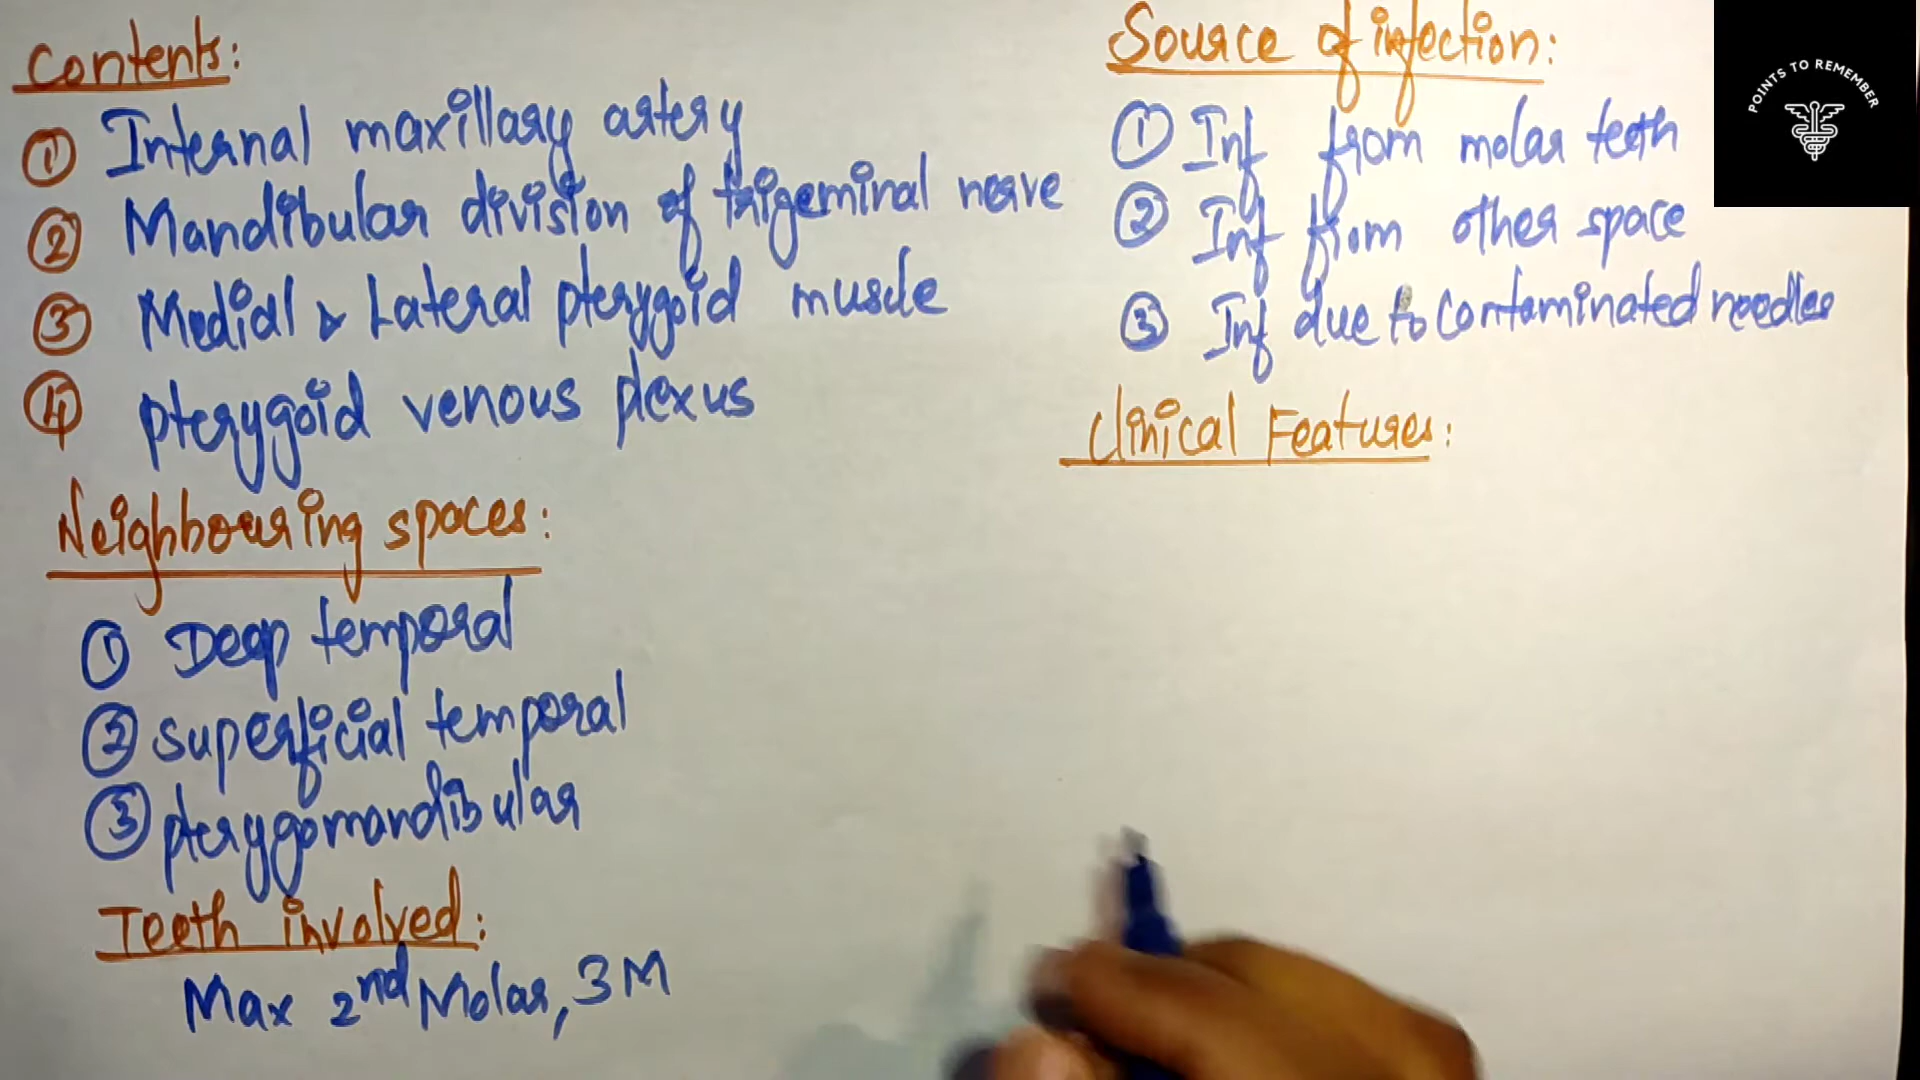 Contents:
① Internal maxillary artery
② Mandibular division of trigeminal nerve
③ Medial & Lateral pterygoid muscle
④ pterygoid venous plexus
Neighbouring spaces:
① Deep temporal
② superficial temporal
③ pterygomandibular
Teeth involved:
Max 2nd Molar, 3 M
Source of infection:
① Inf from molar teeth
② Inf from other space
③ Inf due to contaminated needles
Clinical Features:
POINTS TO REMEMBER